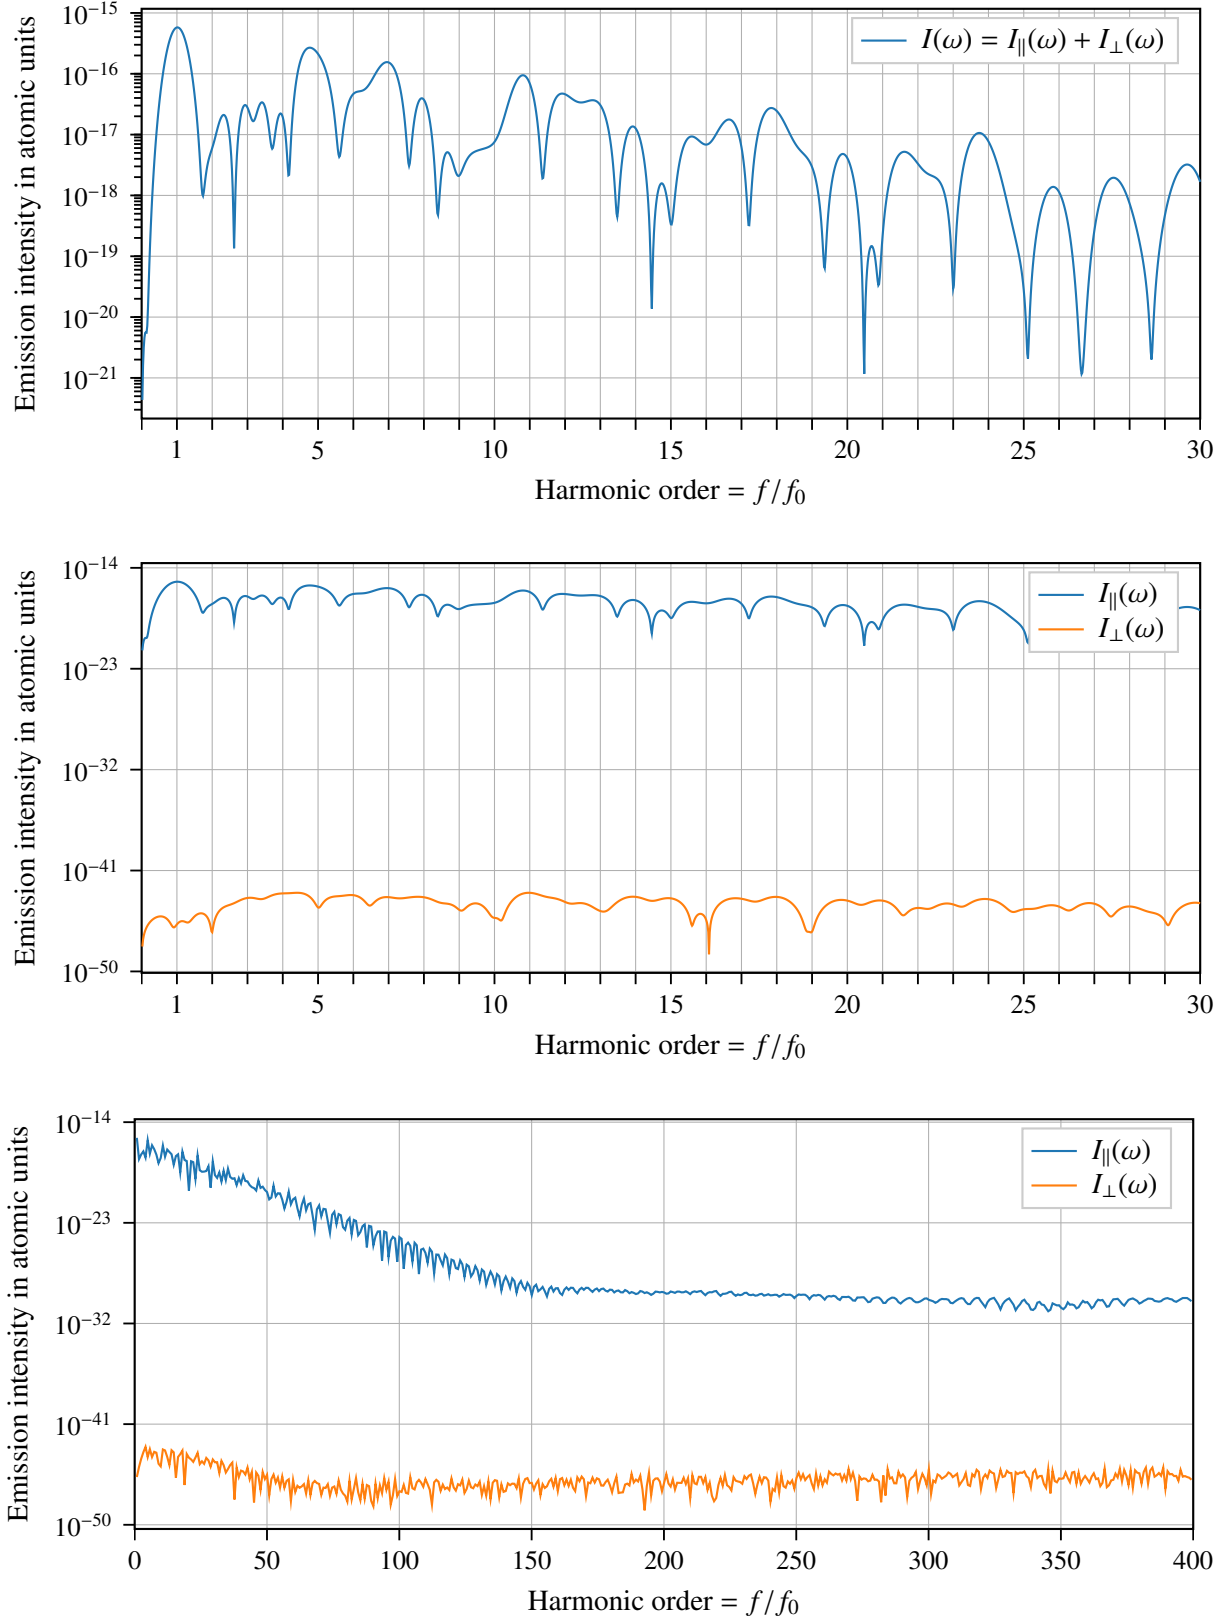 Emission intensity in atomic units
10⁻¹⁵
10⁻¹⁶
10⁻¹⁷
10⁻¹⁸
10⁻¹⁹
10⁻²⁰
10⁻²¹
I(ω) = I∥(ω) + I⊥(ω)
1 5 10 15 20 25 30
Harmonic order = f/f₀
Emission intensity in atomic units
10⁻¹⁴
10⁻²³
10⁻³²
10⁻⁴¹
10⁻⁵⁰
I∥(ω)
I⊥(ω)
1 5 10 15 20 25 30
Harmonic order = f/f₀
Emission intensity in atomic units
10⁻¹⁴
10⁻²³
10⁻³²
10⁻⁴¹
10⁻⁵⁰
I∥(ω)
I⊥(ω)
0 50 100 150 200 250 300 350 400
Harmonic order = f/f₀